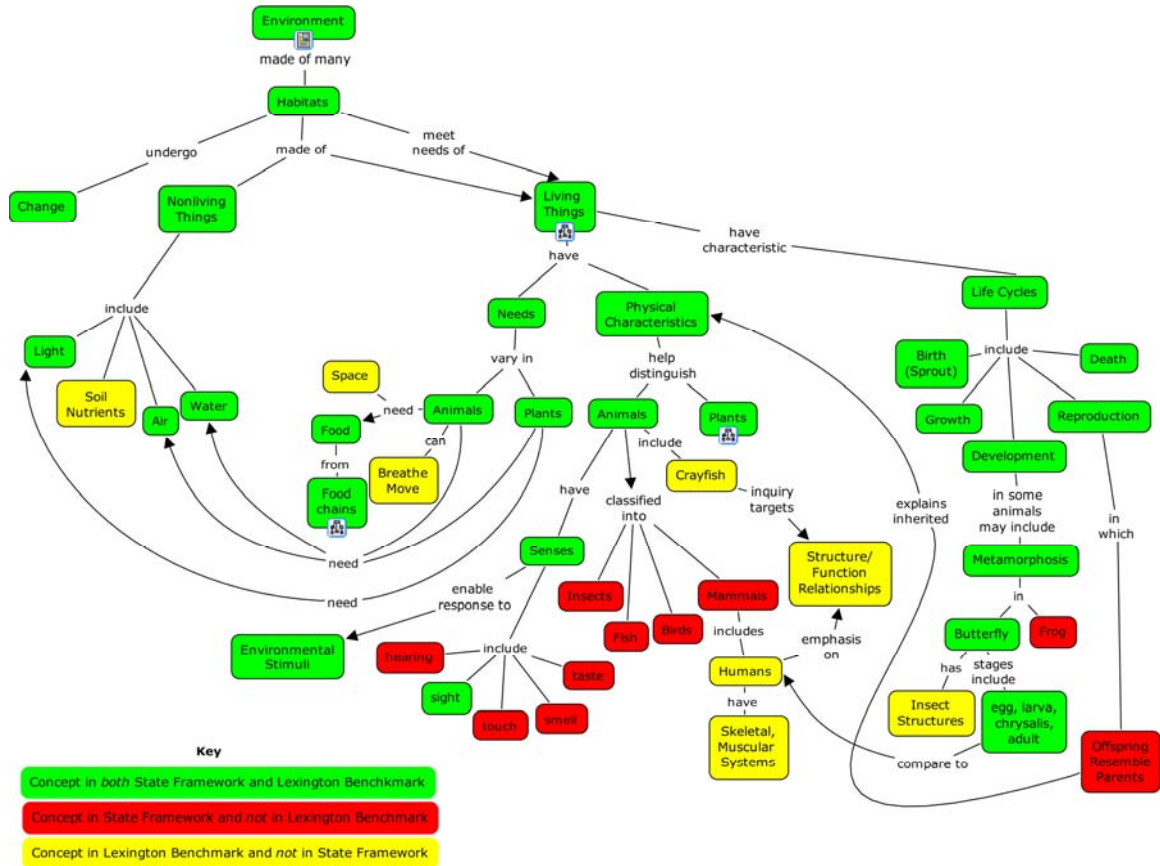 Environment
made of many
Habitats
meet
needs of
undergo
made of
Change
Nonliving
Things
Living
Things
have
have
characteristic
include
Needs
Physical
Characteristics
Life Cycles
Light
vary in
help
distinguish
Birth
(Sprout)
include
Death
Space
Soil
Nutrients
Air
Water
need
Animals
Plants
Animals
Plants
Growth
Reproduction
Food
can
include
Development
from
Breathe
Move
Crayfish
Food
chains
have
classified
into
inquiry
targets
explains
inherited
in some
animals
may include
in
which
need
Senses
Structure/
Function
Relationships
Metamorphosis
need
enable
response to
Insects
Mammals
in
Fish
Birds
includes
emphasis
on
Butterfly
Frog
Environmental
Stimuli
hearing
include
taste
Humans
has
stages
include
sight
touch
smell
have
Insect
Structures
egg, larva,
chrysalis,
adult
Skeletal,
Muscular
Systems
compare to
Offspring
Resemble
Parents
Key
Concept in both State Framework and Lexington Benchkmark
Concept in State Framework and not in Lexington Benchmark
Concept in Lexington Benchmark and not in State Framework